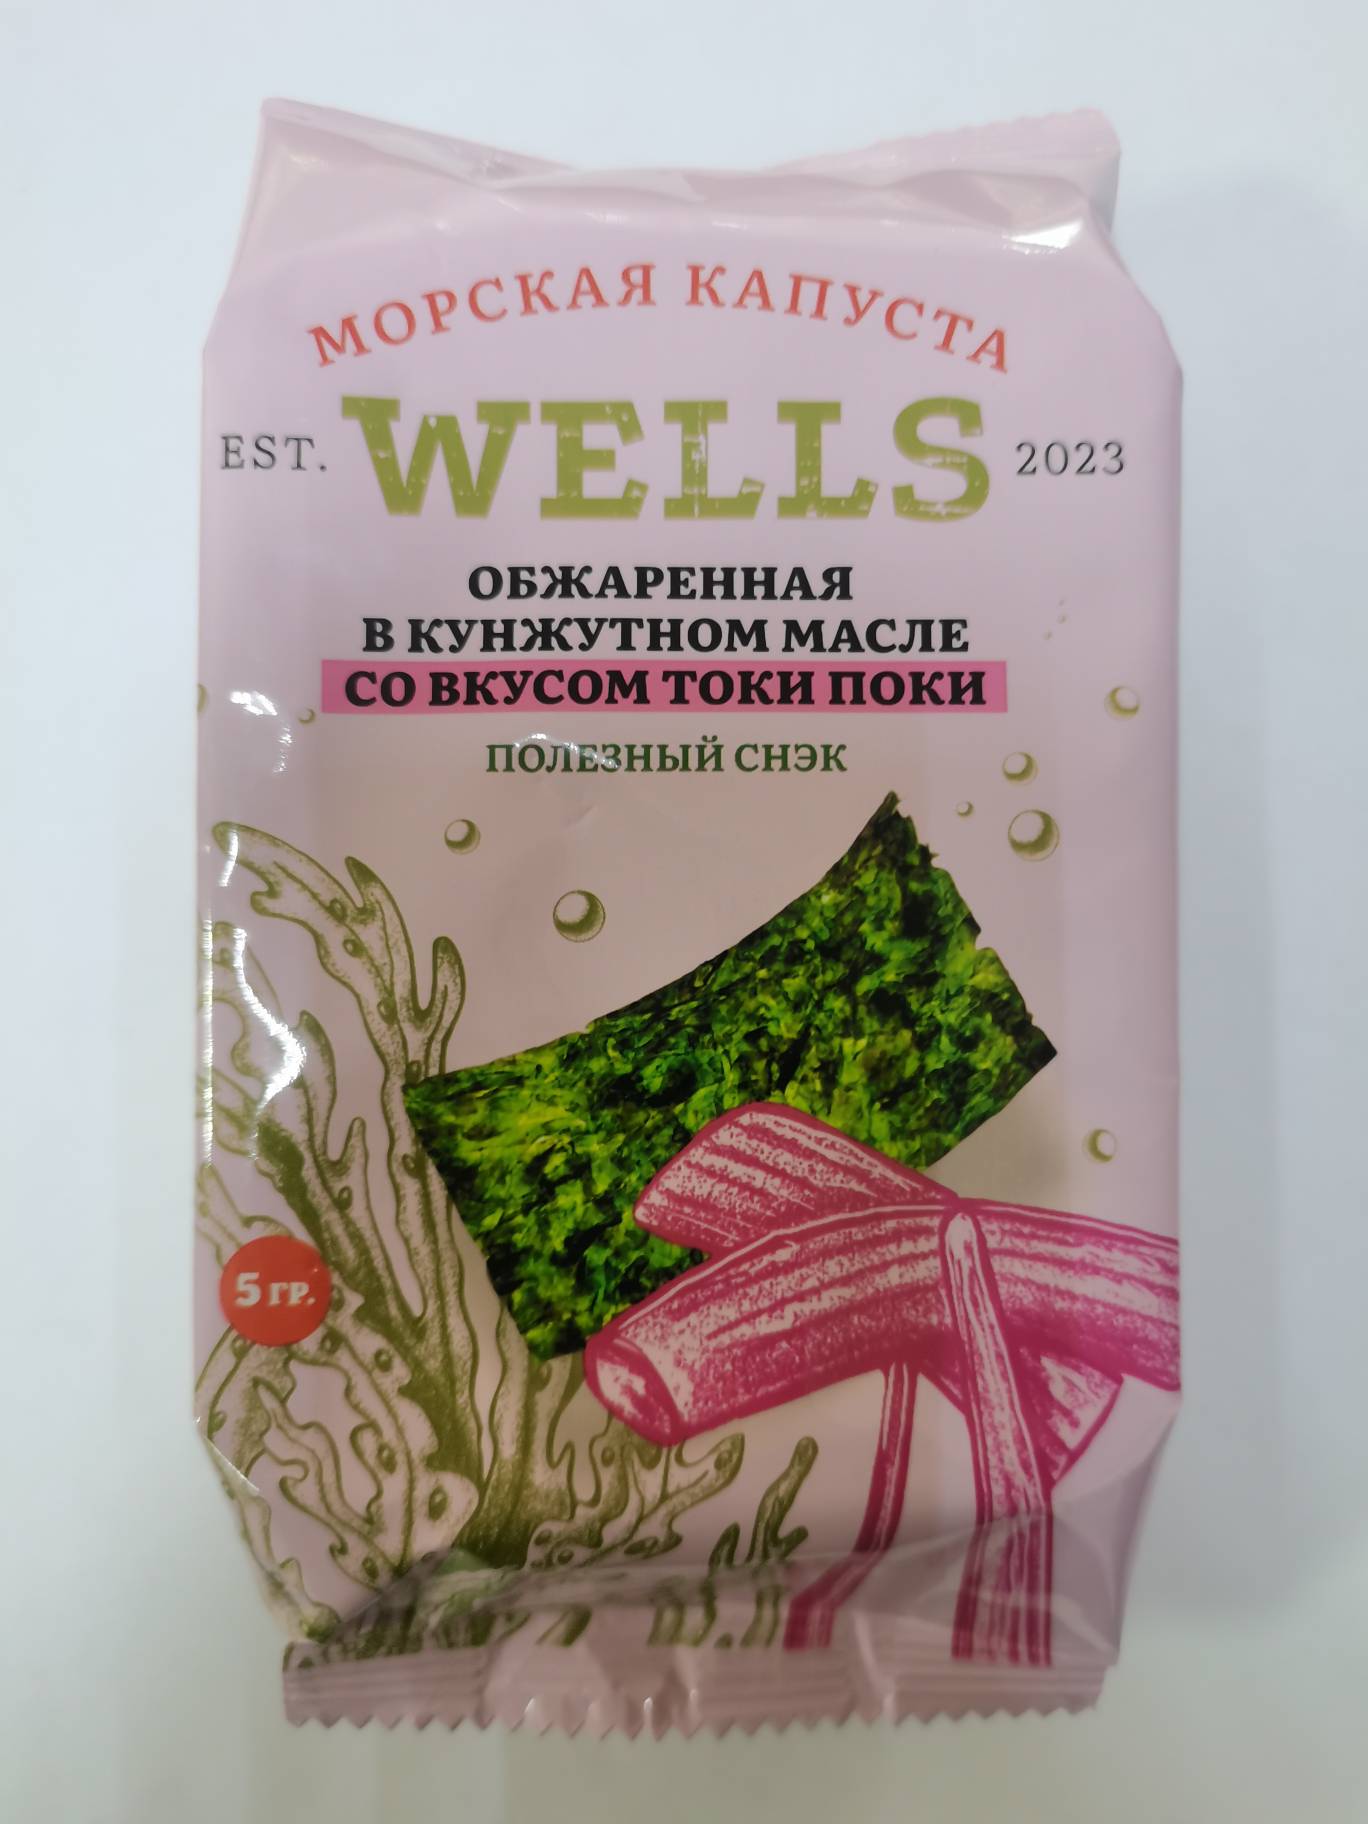 МОРСКАЯ КАПУСТА
EST. WELLS 2023
ОБЖАРЕННАЯ
В КУНЖУТНОМ МАСЛЕ
СО ВКУСОМ ТОКИ ПОКИ
ПОЛЕЗНЫЙ СНЭК
5 ГР.